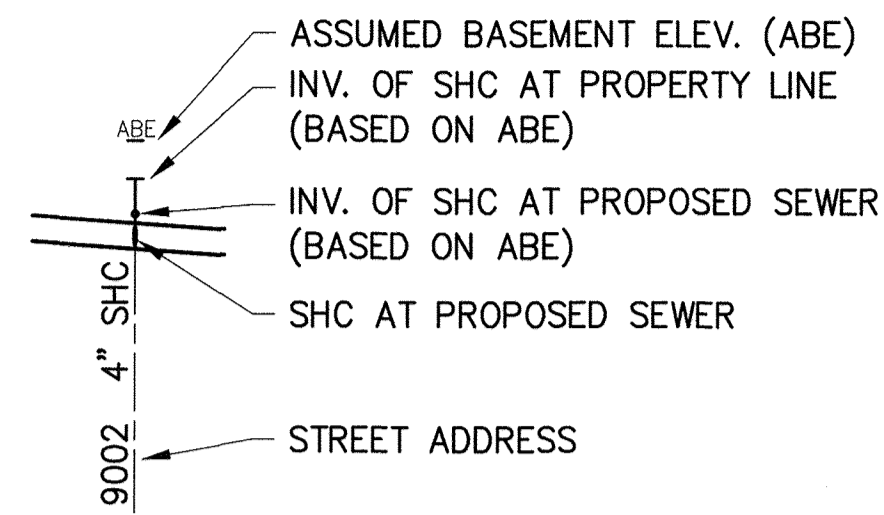 ASSUMED BASEMENT ELEV. (ABE)
INV. OF SHC AT PROPERTY LINE
(BASED ON ABE)
ABE
INV. OF SHC AT PROPOSED SEWER
(BASED ON ABE)
SHC AT PROPOSED SEWER
9002 4" SHC
STREET ADDRESS